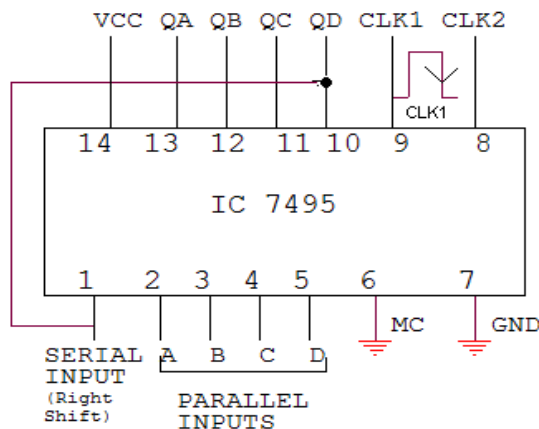 VCC QA QB QC QD CLK1 CLK2
CLK1
14 13 12 11 10 9 8
IC 7495
1 2 3 4 5 6 7
MC GND
SERIAL A B C D
INPUT
(Right
Shift)
PARALLEL
INPUTS